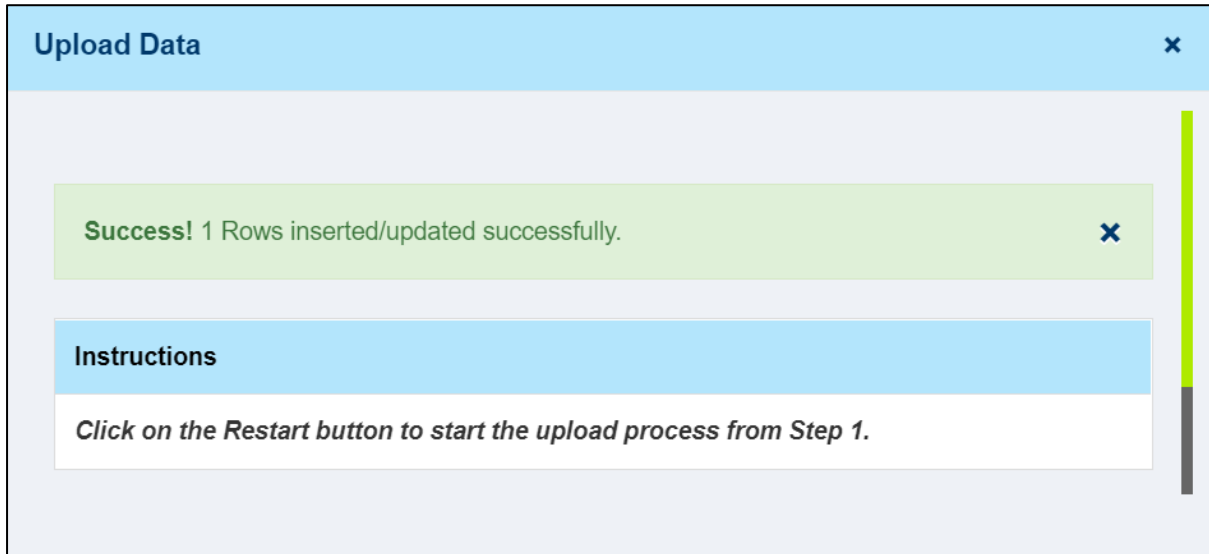 Upload Data
Success! 1 Rows inserted/updated successfully.
Instructions
Click on the Restart button to start the upload process from Step 1.